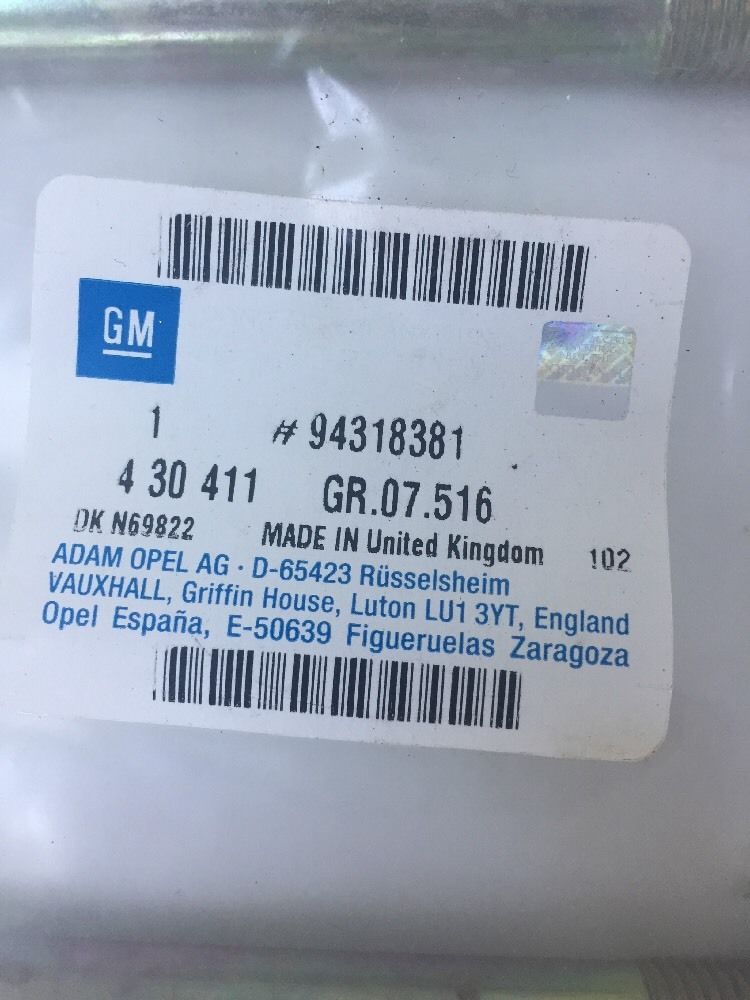 GM
1 # 94318381
4 30 411 GR.07.516
DK N69822 MADE IN United Kingdom 102
ADAM OPEL AG · D-65423 Rüsselsheim
VAUXHALL, Griffin House, Luton LU1 3YT, England
Opel España, E-50639 Figueruelas Zaragoza